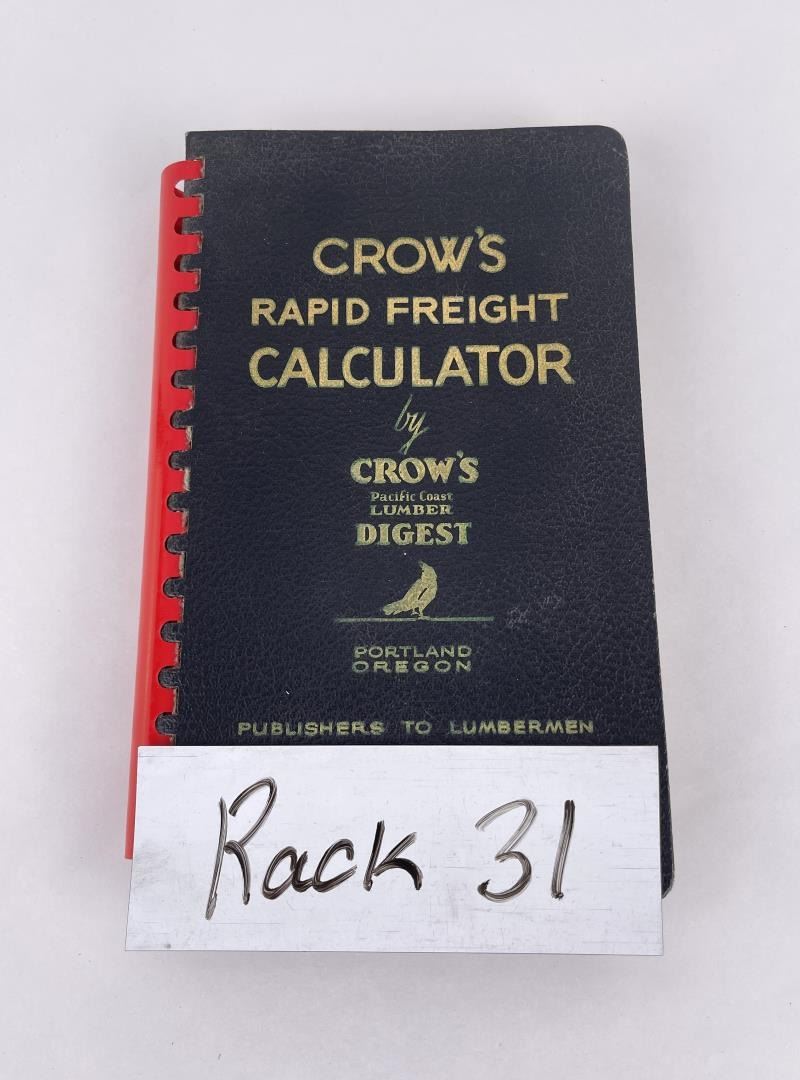 CROW'S
RAPID FREIGHT
CALCULATOR
by
CROW'S
Pacific Coast
LUMBER
DIGEST
PORTLAND
OREGON
PUBLISHERS TO LUMBERMEN
Rack 31